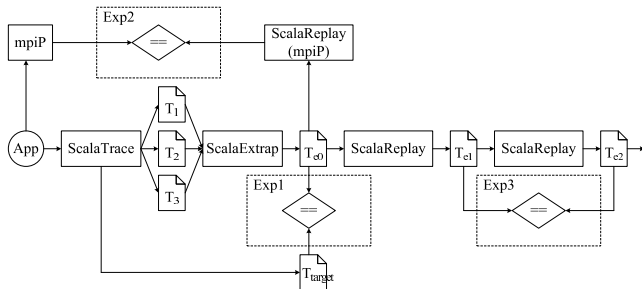 Exp2
mpiP
==
ScalaReplay
(mpiP)
App
ScalaTrace
T1
T2
T3
ScalaExtrap
Te0
ScalaReplay
Te1
ScalaReplay
Te2
Exp1
==
Exp3
==
Ttarget